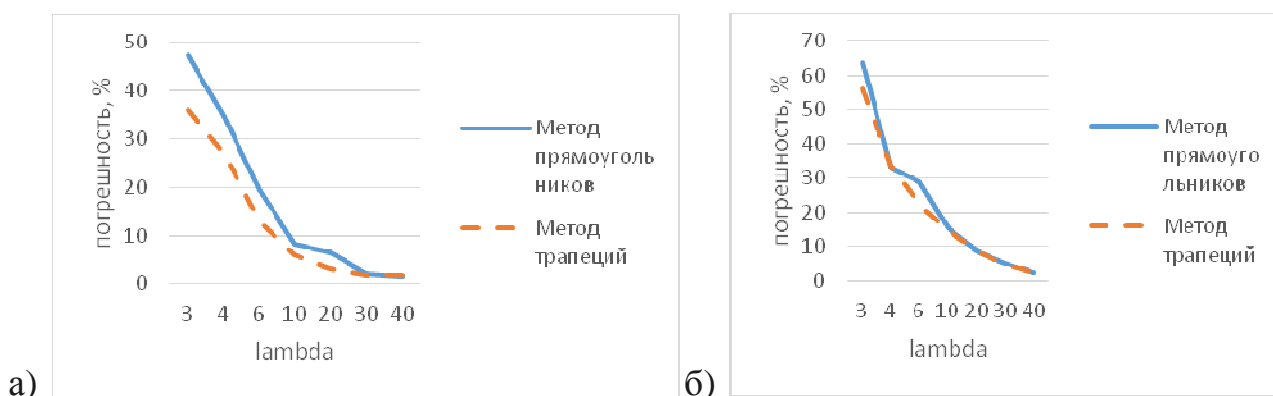 50
40
30
20
10
0
погрешность, %
3 4 6 10 20 30 40
lambda
Метод
прямоуголь
ников
Метод
трапеций
а)
70
60
50
40
30
20
10
0
погрешность, %
3 4 6 10 20 30 40
lambda
Метод
прямоуго
льников
Метод
трапеций
б)